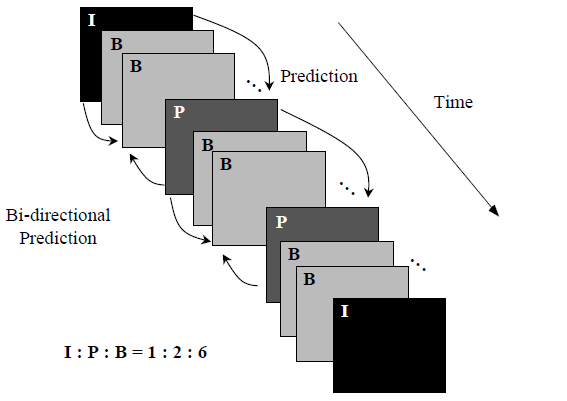 I
B
B
Prediction
Time
P
B
B
Bi-directional
Prediction
P
B
B
I
I : P : B = 1 : 2 : 6